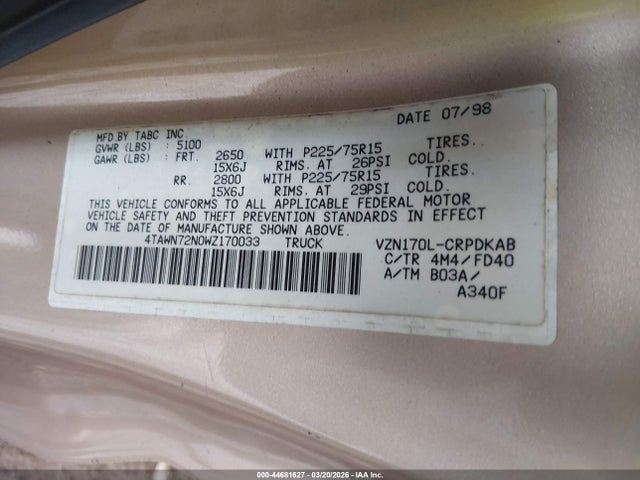 DATE 07/98
MFD.BY TABC INC.
GVWR (LBS) : 5100
GAWR (LBS) : FRT. 2650 WITH P225/75R15 TIRES.
15X6J RIMS. AT 26PSI COLD.
RR. 2800 WITH P225/75R15 TIRES.
15X6J RIMS. AT 29PSI COLD.
THIS VEHICLE CONFORMS TO ALL APPLICABLE FEDERAL MOTOR
VEHICLE SAFETY AND THEFT PREVENTION STANDARDS IN EFFECT
ON THE DATE OF MANUFACTURE SHOWN ABOVE.
4TAWN72N0WZ170033 TRUCK VZN170L-CRPDKAB
C/TR 4M4/FD40
A/TM B03A/
A340F
000-44681627 | 03/20/2026 | IAA Inc.